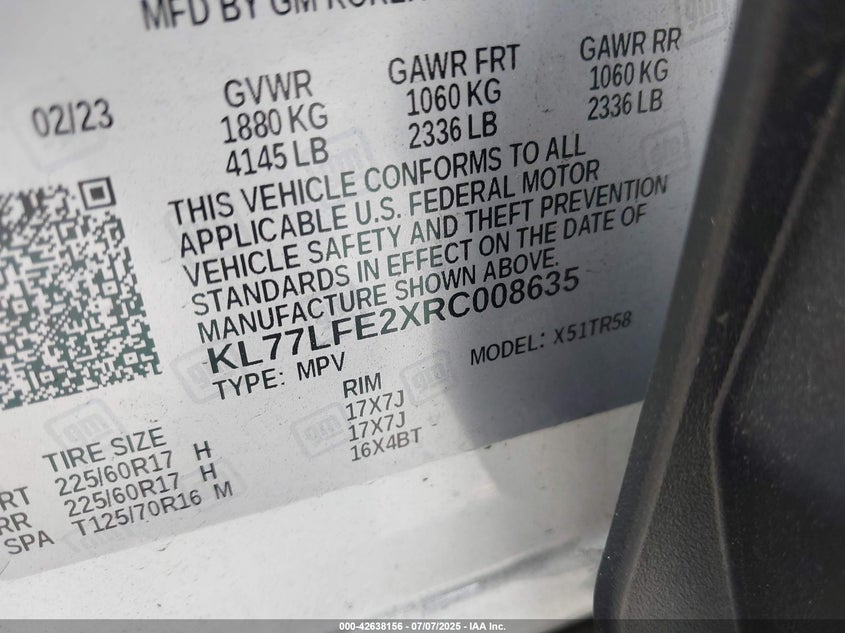 MFD BY GM KOREA
02/23
GVWR
1880 KG
4145 LB
GAWR FRT
1060 KG
2336 LB
GAWR RR
1060 KG
2336 LB
THIS VEHICLE CONFORMS TO ALL
APPLICABLE U.S. FEDERAL MOTOR
VEHICLE SAFETY AND THEFT PREVENTION
STANDARDS IN EFFECT ON THE DATE OF
MANUFACTURE SHOWN ABOVE.
KL77LFE2XRC008635
TYPE: MPV
MODEL: X51TR58
TIRE SIZE
RIM
RT 225/60R17 H 17X7J
RR 225/60R17 H 17X7J
SPA T125/70R16 M 16X4BT
gm
000-42638156 - 07/07/2025 - IAA Inc.